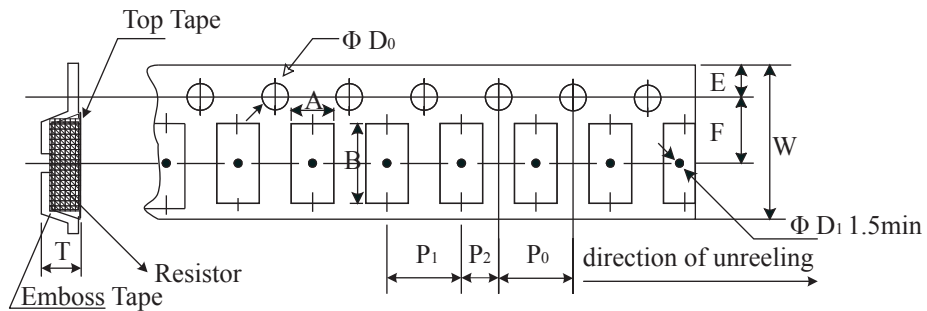 Top Tape
Φ D0
A
E
F
W
B
Φ D1 1.5min
T
P1
P2
P0
direction of unreeling
Resistor
Emboss Tape